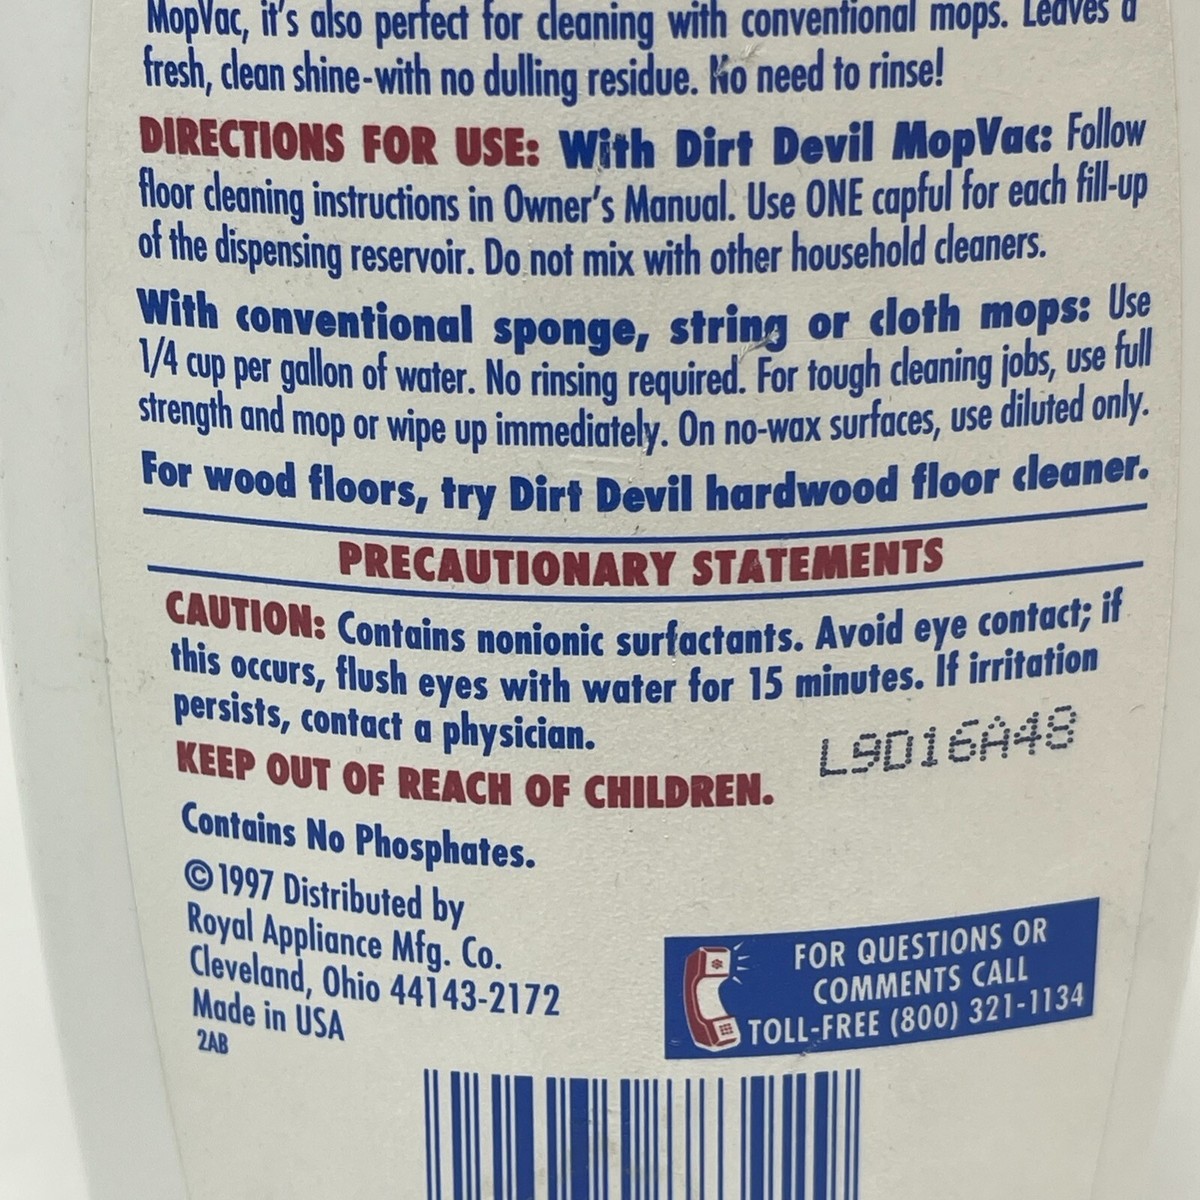 MopVac, it's also perfect for cleaning with conventional mops. Leaves a
fresh, clean shine-with no dulling residue. No need to rinse!
DIRECTIONS FOR USE: With Dirt Devil MopVac: Follow
floor cleaning instructions in Owner's Manual. Use ONE capful for each fill-up
of the dispensing reservoir. Do not mix with other household cleaners.
With conventional sponge, string or cloth mops: Use
1/4 cup per gallon of water. No rinsing required. For tough cleaning jobs, use full
strength and mop or wipe up immediately. On no-wax surfaces, use diluted only.
For wood floors, try Dirt Devil hardwood floor cleaner.
PRECAUTIONARY STATEMENTS
CAUTION: Contains nonionic surfactants. Avoid eye contact; if
this occurs, flush eyes with water for 15 minutes. If irritation
persists, contact a physician.
L9D16A48
KEEP OUT OF REACH OF CHILDREN.
Contains No Phosphates.
©1997 Distributed by
Royal Appliance Mfg. Co.
Cleveland, Ohio 44143-2172
Made in USA
2AB
FOR QUESTIONS OR
COMMENTS CALL
TOLL-FREE (800) 321-1134